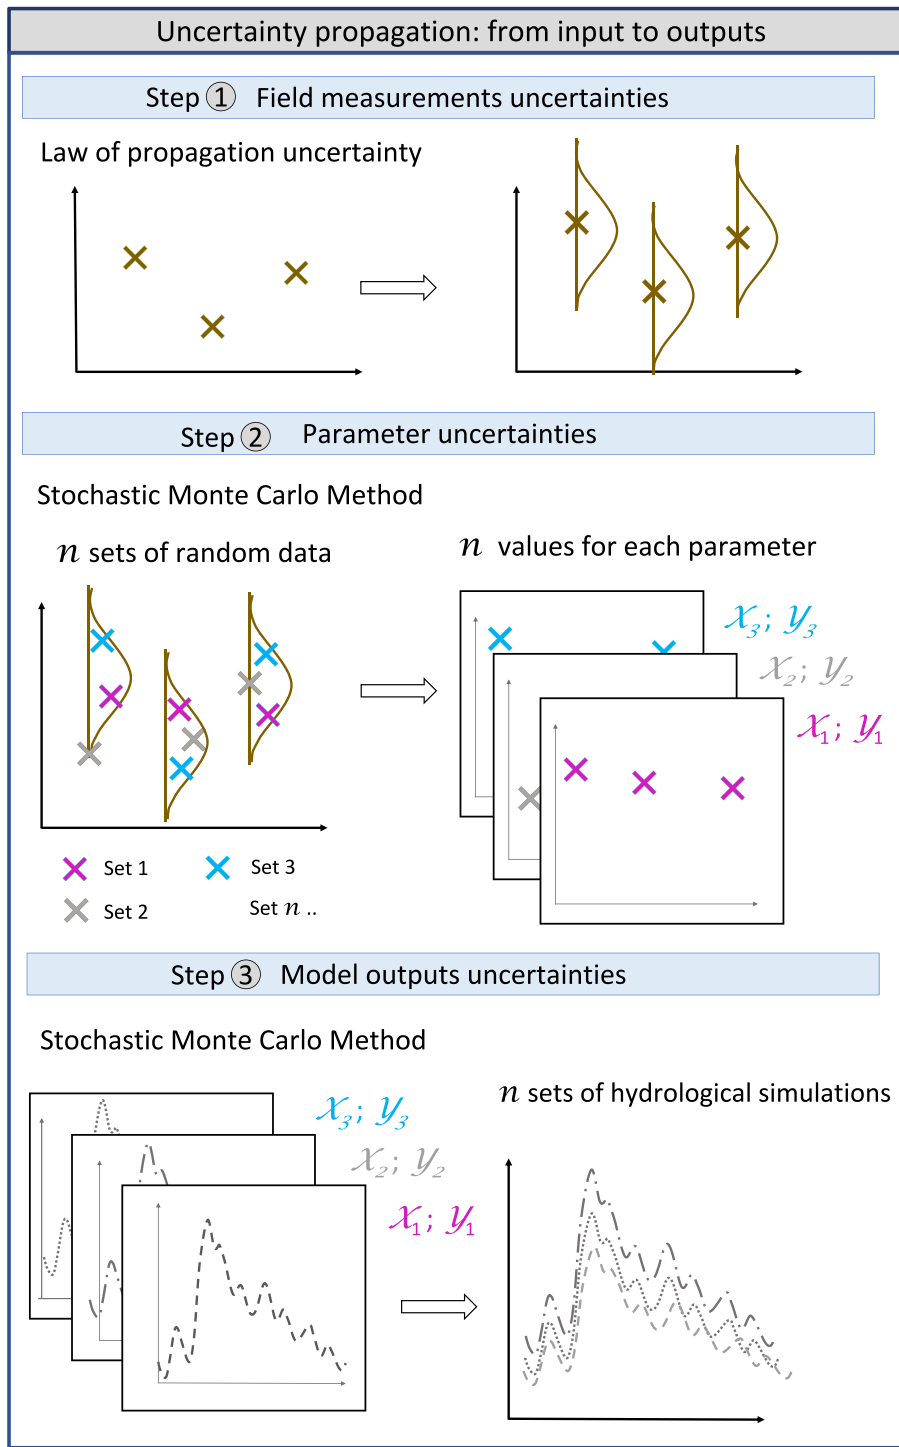 Uncertainty propagation: from input to outputs
Step 1 Field measurements uncertainties
Law of propagation uncertainty
Step 2 Parameter uncertainties
Stochastic Monte Carlo Method
n sets of random data
n values for each parameter
X3; Y3
X2; Y2
X1; Y1
Set 1
Set 3
Set 2
Set n ..
Step 3 Model outputs uncertainties
Stochastic Monte Carlo Method
n sets of hydrological simulations
X3; Y3
X2; Y2
X1; Y1